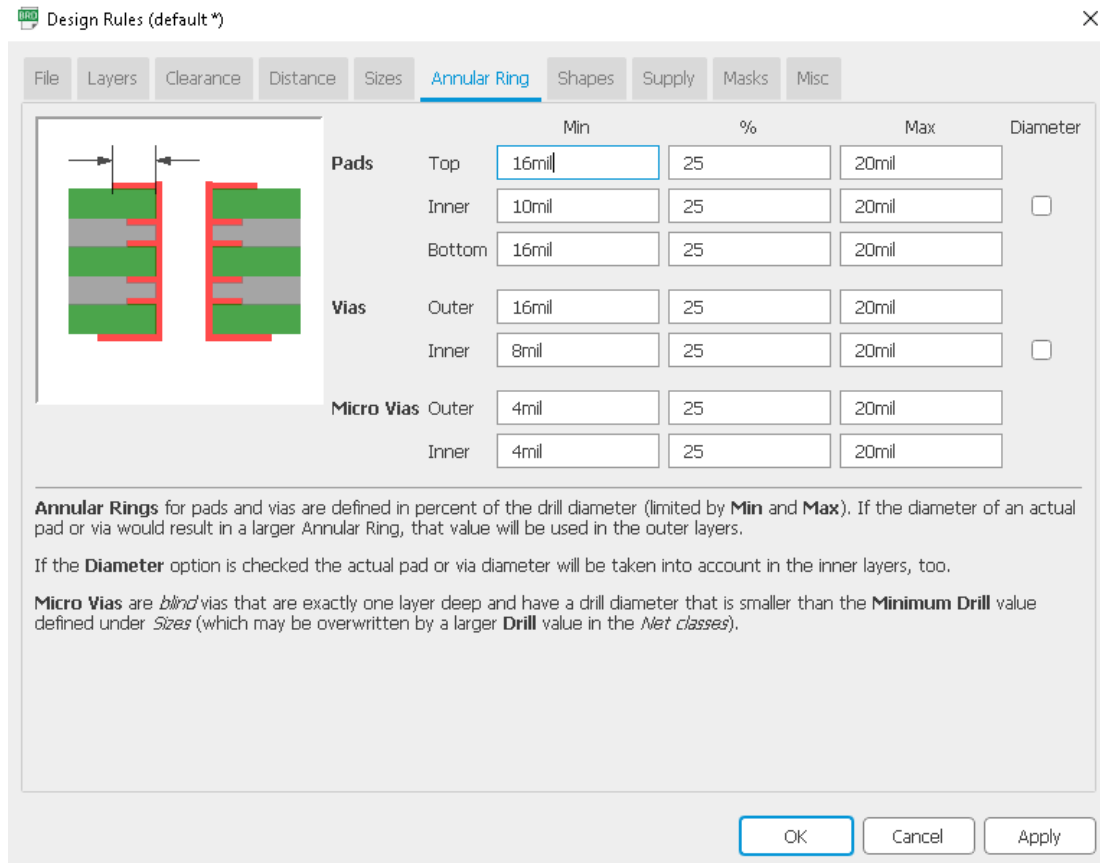 BRD Design Rules (default *)
File Layers Clearance Distance Sizes Annular Ring Shapes Supply Masks Misc
Min % Max Diameter
Pads Top 16mil 25 20mil
Inner 10mil 25 20mil
Bottom 16mil 25 20mil
Vias Outer 16mil 25 20mil
Inner 8mil 25 20mil
Micro Vias Outer 4mil 25 20mil
Inner 4mil 25 20mil
Annular Rings for pads and vias are defined in percent of the drill diameter (limited by Min and Max). If the diameter of an actual
pad or via would result in a larger Annular Ring, that value will be used in the outer layers.
If the Diameter option is checked the actual pad or via diameter will be taken into account in the inner layers, too.
Micro Vias are blind vias that are exactly one layer deep and have a drill diameter that is smaller than the Minimum Drill value
defined under Sizes (which may be overwritten by a larger Drill value in the Net classes).
OK Cancel Apply